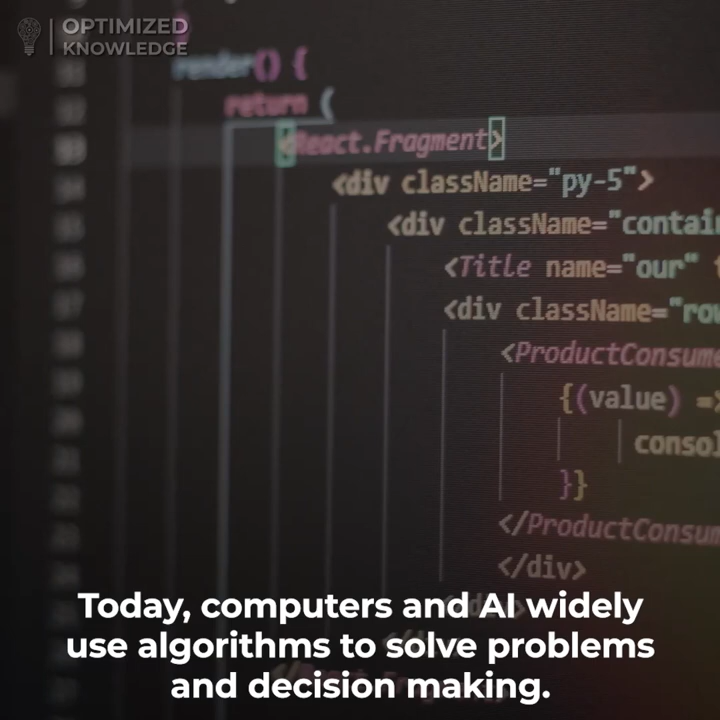 OPTIMIZED
KNOWLEDGE
render() {
return (
<React.Fragment>
<div className="py-5">
<div className="contai
<Title name="our"
<div className="ro
<ProductConsume
{(value) =>
consol
}}
</ProductConsum
</div>
Today, computers and AI widely
use algorithms to solve problems
and decision making.